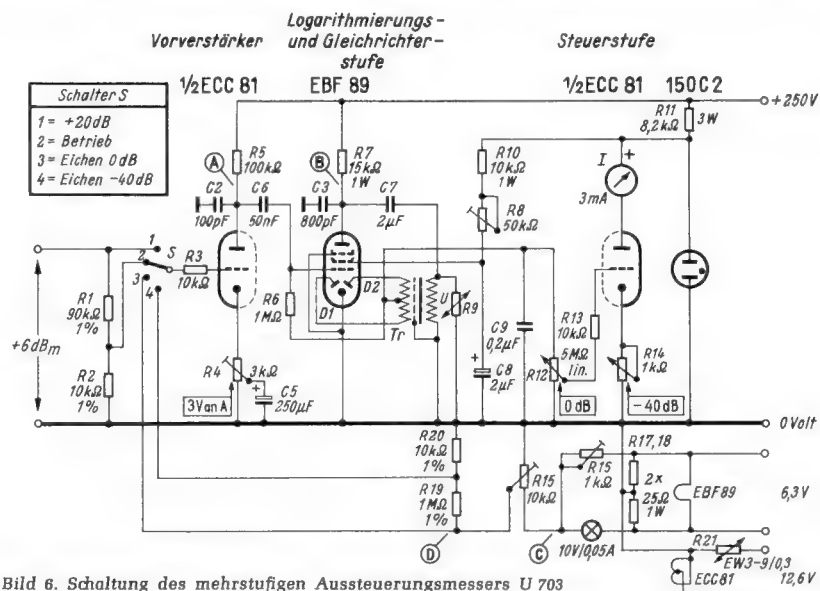 Logarithmierungs-
Vorverstärker
und Gleichrichter-
stufe
Steuerstufe
½ECC 81
EBF 89
½ECC 81
150C2
+250V
Schalter S
1 = +20dB
2 = Betrieb
3 = Eichen 0dB
4 = Eichen -40dB
A
R5
100kΩ
B
R7
15kΩ
1W
R10
10kΩ
1W
R11
8,2kΩ
3W
I
+
3mA
C2
100pF
C6
50nF
C3
800pF
C7
2µF
R8
50kΩ
1
2
3
4
S
R3
10kΩ
R1
90kΩ
1%
+6dBm
R2
10kΩ
1%
R6
1MΩ
D1
D2
Tr
U
R9
C9
0,2µF
R13
10kΩ
5MΩ
lin.
R12
R14
1kΩ
R4
3kΩ
3V an A
+
C5
250µF
+
C8
2µF
0 dB
-40dB
0Volt
R20
10kΩ
1%
R19
1MΩ
1%
D
R15
10kΩ
R15
1kΩ
R17,18
2x
25Ω
1W
EBF89
6,3V
C
10V/0,05A
R21
EW3-9/0,3
ECC81
12,6V
Bild 6. Schaltung des mehrstufigen Aussteuerungsmessers U 703